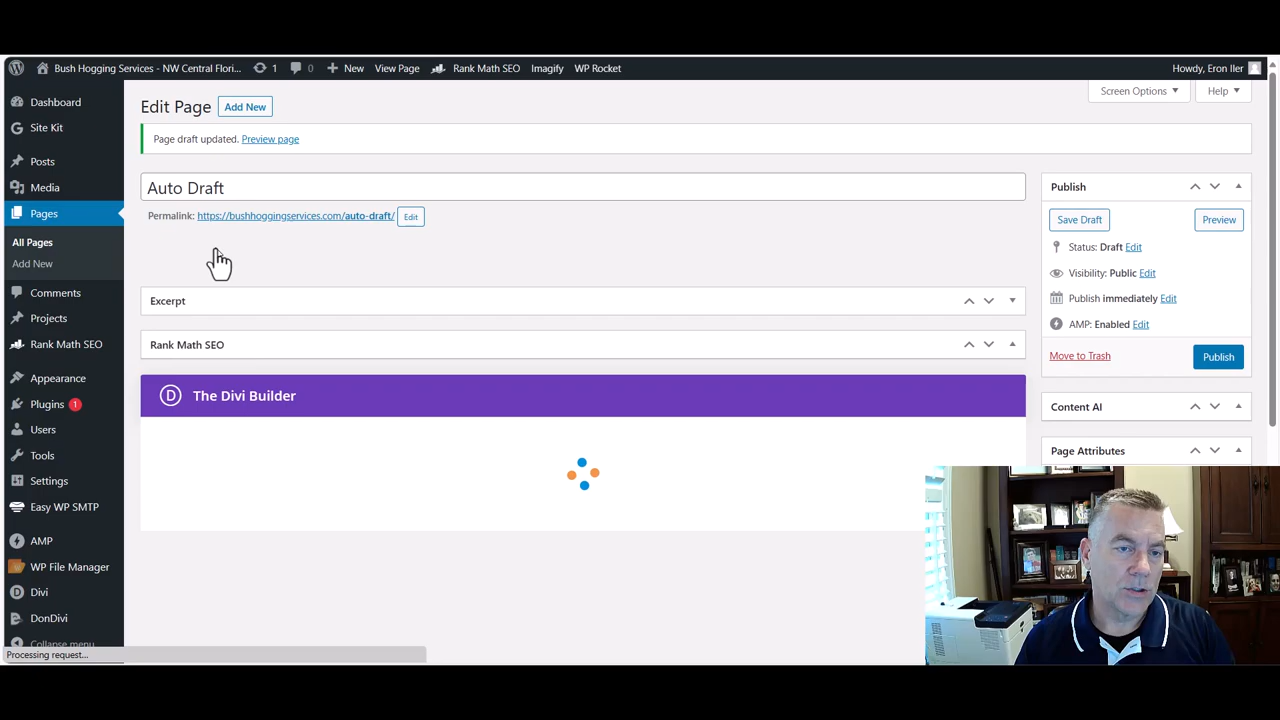 Bush Hogging Services - NW Central Flori... 1 0 New View Page Rank Math SEO Imagify WP Rocket Howdy, Eron Iler
Screen Options Help
Dashboard
Site Kit
Posts
Media
Pages
All Pages
Add New
Comments
Projects
Rank Math SEO
Appearance
Plugins 1
Users
Tools
Settings
Easy WP SMTP
AMP
WP File Manager
Divi
DonDivi
Collapse menu
Processing request...
Edit Page Add New
Page draft updated. Preview page
Auto Draft
Permalink: https://bushhoggingservices.com/auto-draft/ Edit
Excerpt
Rank Math SEO
D The Divi Builder
Publish
Save Draft Preview
Status: Draft Edit
Visibility: Public Edit
Publish immediately Edit
AMP: Enabled Edit
Move to Trash Publish
Content AI
Page Attributes